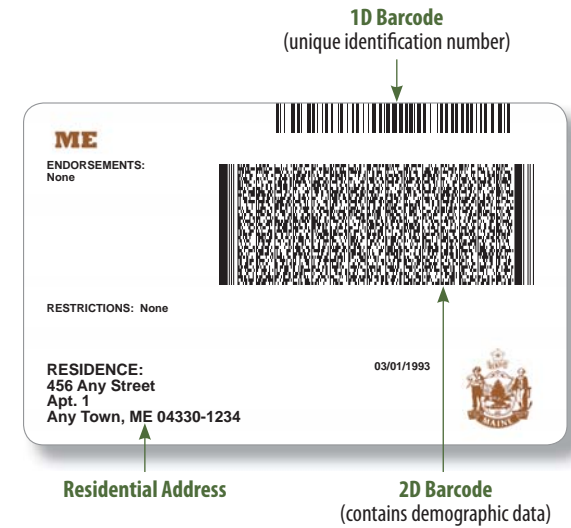 1D Barcode
(unique identification number)
ME
ENDORSEMENTS:
None
RESTRICTIONS: None
RESIDENCE:
456 Any Street
Apt. 1
Any Town, ME 04330-1234
03/01/1993
MAINE
Residential Address
2D Barcode
(contains demographic data)